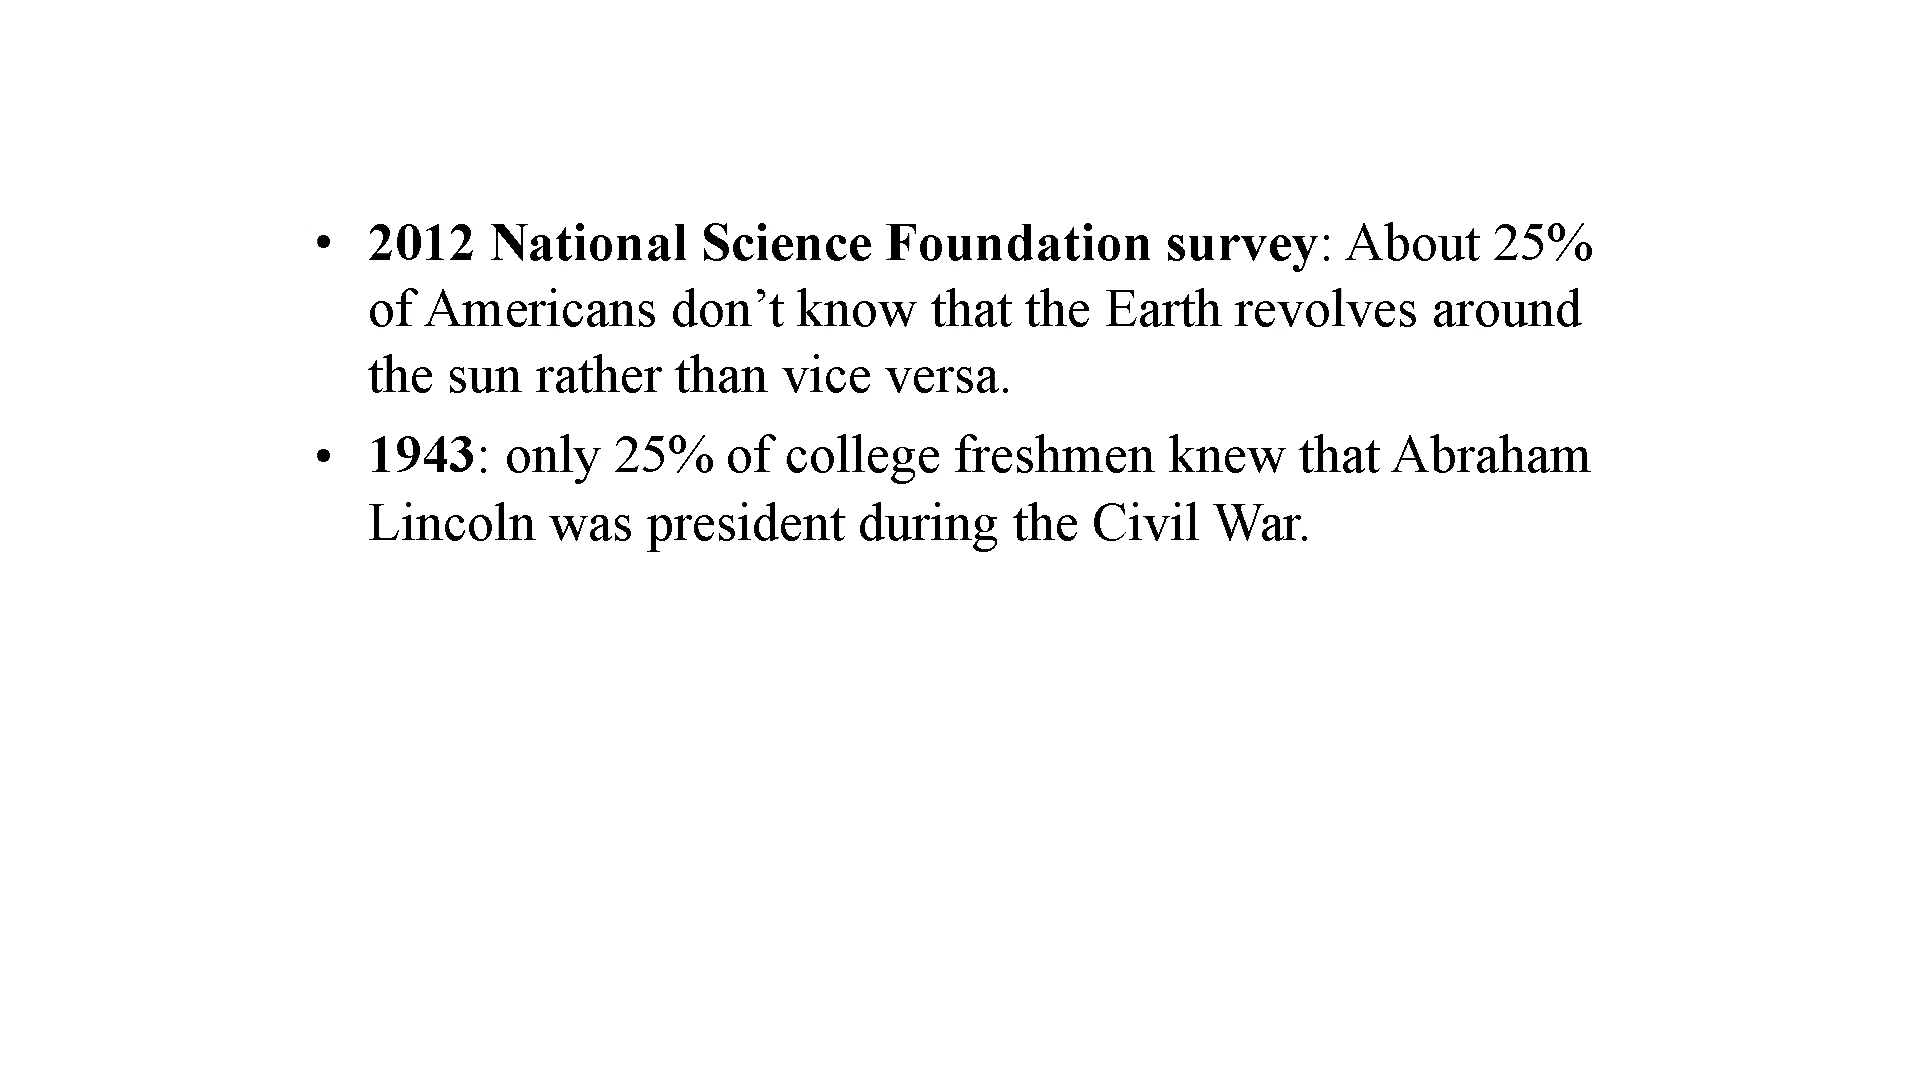 • 2012 National Science Foundation survey: About 25%
of Americans don’t know that the Earth revolves around
the sun rather than vice versa.
• 1943: only 25% of college freshmen knew that Abraham
Lincoln was president during the Civil War.